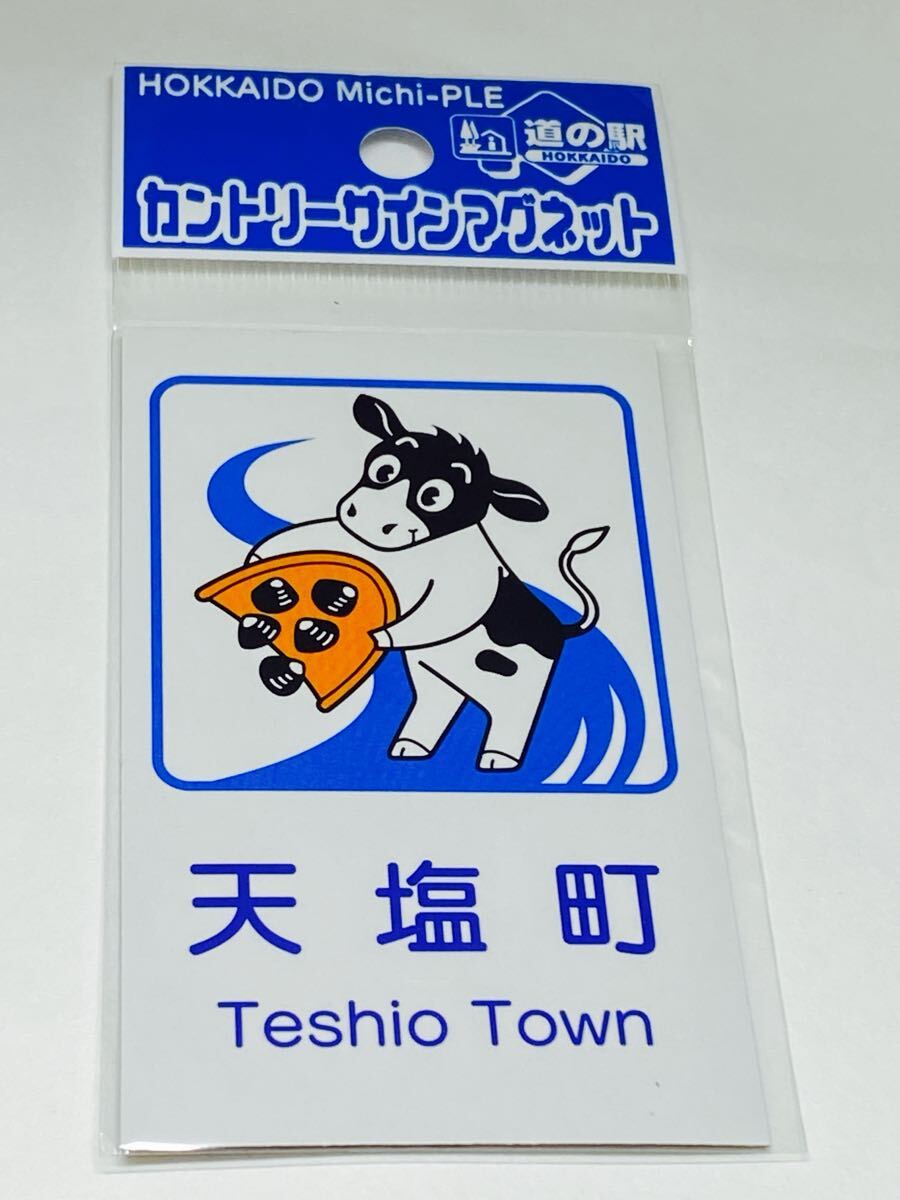 HOKKAIDO Michi-PLE
道の駅
HOKKAIDO
カントリーサインマグネット
天塩町
Teshio Town